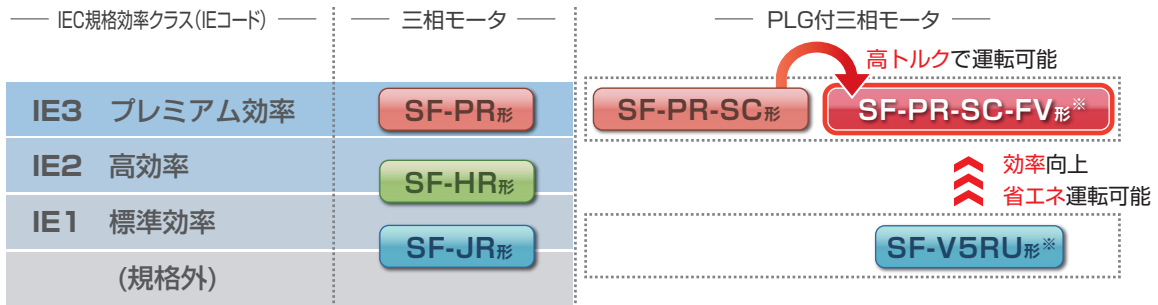 IEC規格効率クラス(IEコード)
三相モータ
PLG付三相モータ
高トルクで運転可能
IE3 プレミアム効率
SF-PR形
SF-PR-SC形
SF-PR-SC-FV形※
IE2 高効率
SF-HR形
効率向上
省エネ運転可能
IE1 標準効率
SF-JR形
SF-V5RU形※
(規格外)